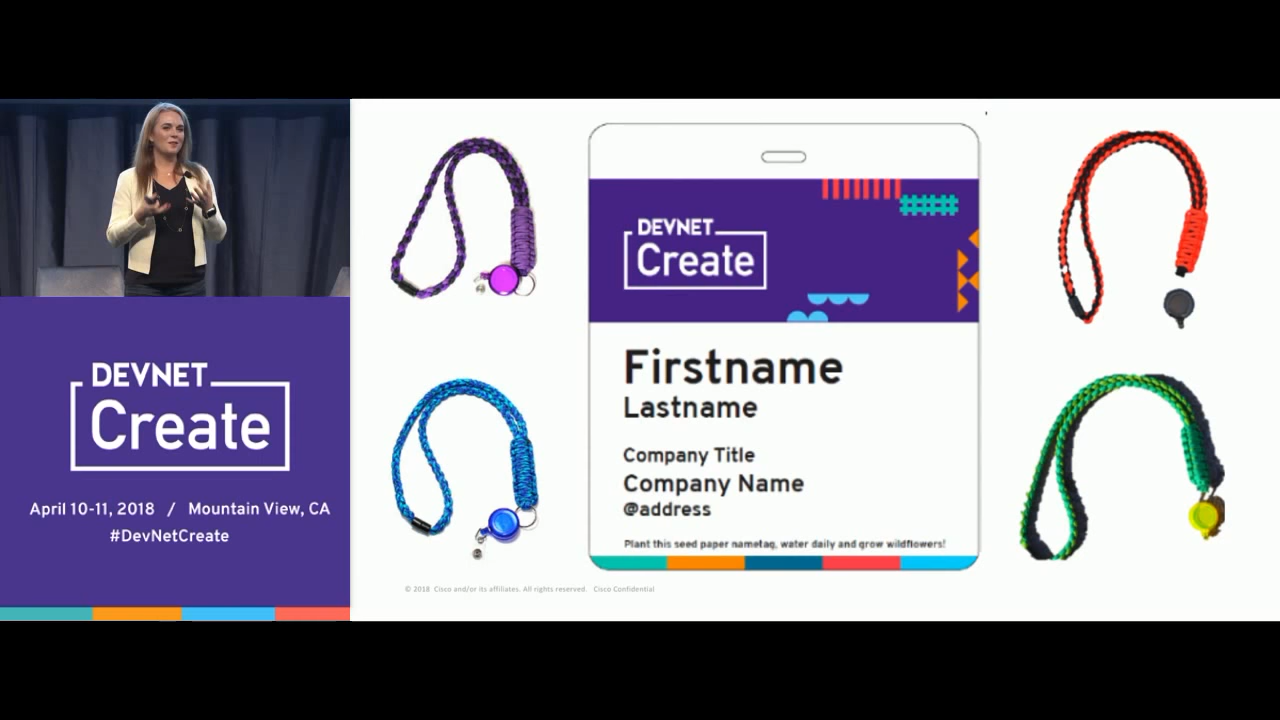 DEVNET
Create
April 10-11, 2018 / Mountain View, CA
#DevNetCreate
DEVNET
Create
Firstname
Lastname
Company Title
Company Name
@address
Plant this seed paper nametag, water daily and grow wildflowers!
© 2018 Cisco and/or its affiliates. All rights reserved. Cisco Confidential